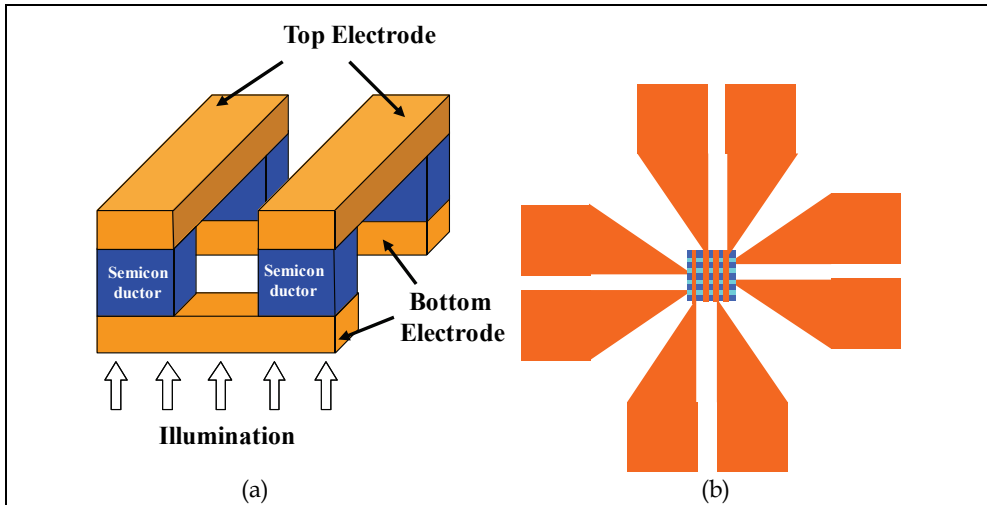 Top Electrode
Semicon
ductor
Semicon
ductor
Bottom
Electrode
Illumination
(a)
(b)